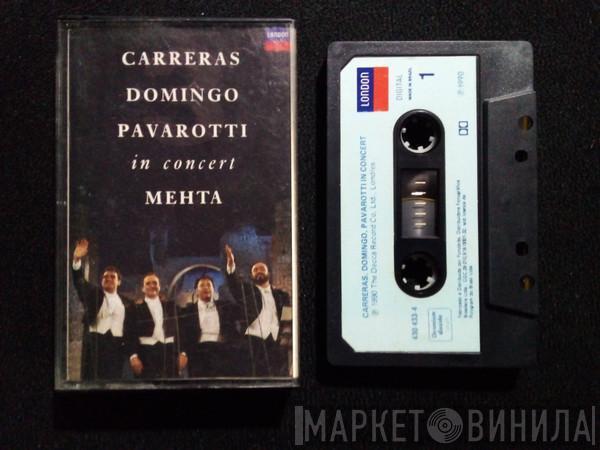 LONDON
CARRERAS
DOMINGO
PAVAROTTI
in concert
MEHTA
LONDON
DIGITAL
MADE IN BRAZIL
1
℗ 1990
CARRERAS, DOMINGO, PAVAROTTI IN CONCERT
℗ 1990 The Decca Record Co. Ltd., Londres
430 433-4
МАРКЕТ ВИНИЛА